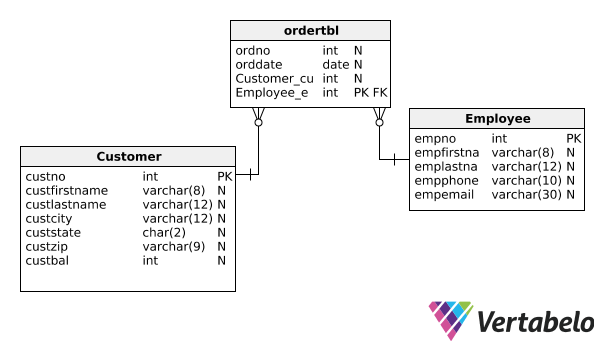 ordertbl
ordno int N
orddate date N
Customer_cu int N
Employee_e int PK FK
Employee
empno int PK
empfirstna varchar(8) N
emplastna varchar(12) N
empphone varchar(10) N
empemail varchar(30) N
Customer
custno int PK
custfirstname varchar(8) N
custlastname varchar(12) N
custcity varchar(12) N
custstate char(2) N
custzip varchar(9) N
custbal int N
Vertabelo